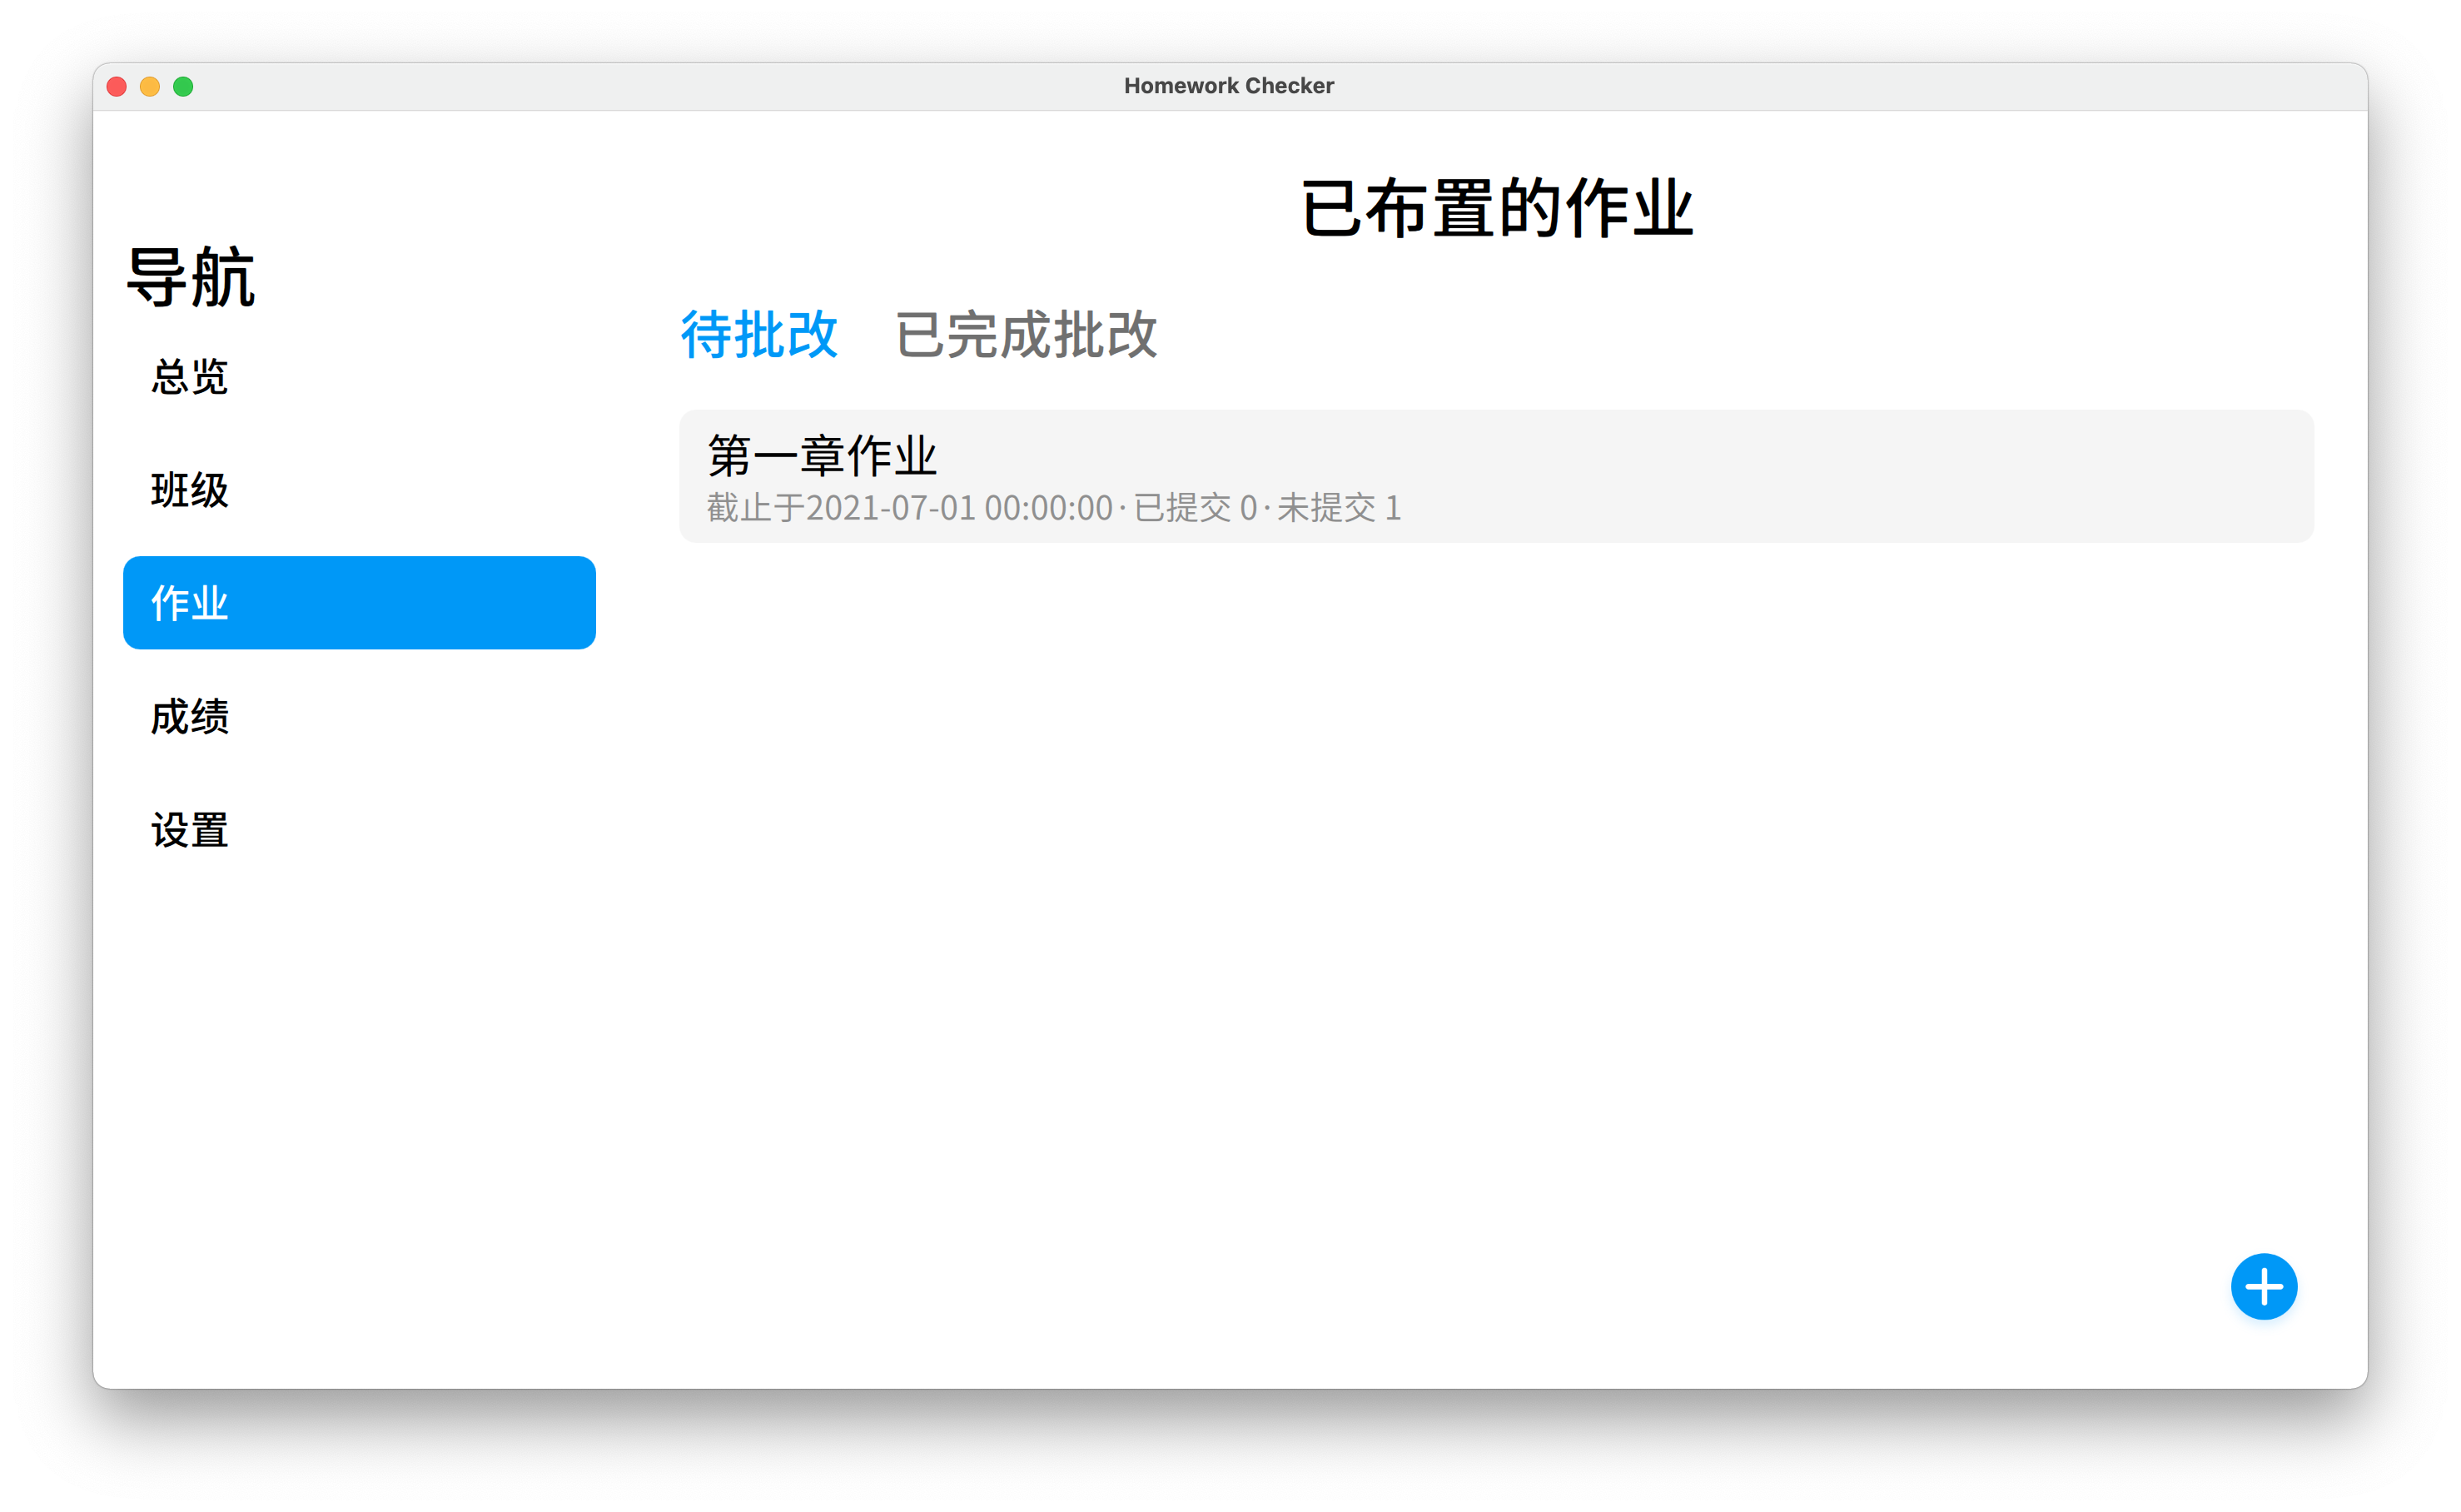 Homework Checker
导航
总览
班级
作业
成绩
设置
已布置的作业
待批改 已完成批改
第一章作业
截止于2021-07-01 00:00:00 · 已提交 0 · 未提交 1